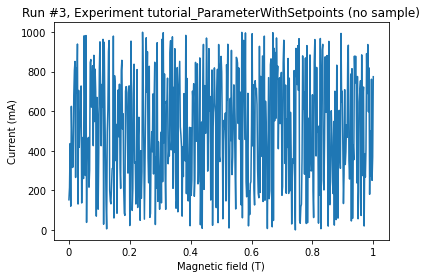 Run #3, Experiment tutorial_ParameterWithSetpoints (no sample)
1000
800
600
400
200
0
Current (mA)
0 0.2 0.4 0.6 0.8 1
Magnetic field (T)